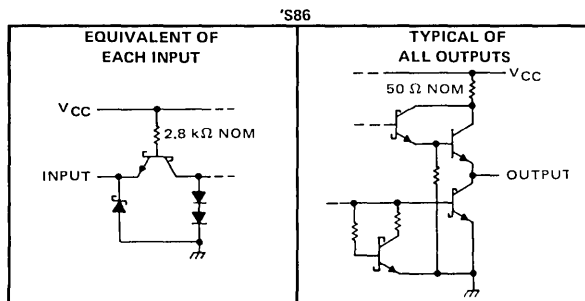 'S86
EQUIVALENT OF
EACH INPUT
VCC
2.8 kΩ NOM
INPUT
TYPICAL OF
ALL OUTPUTS
VCC
50 Ω NOM
OUTPUT